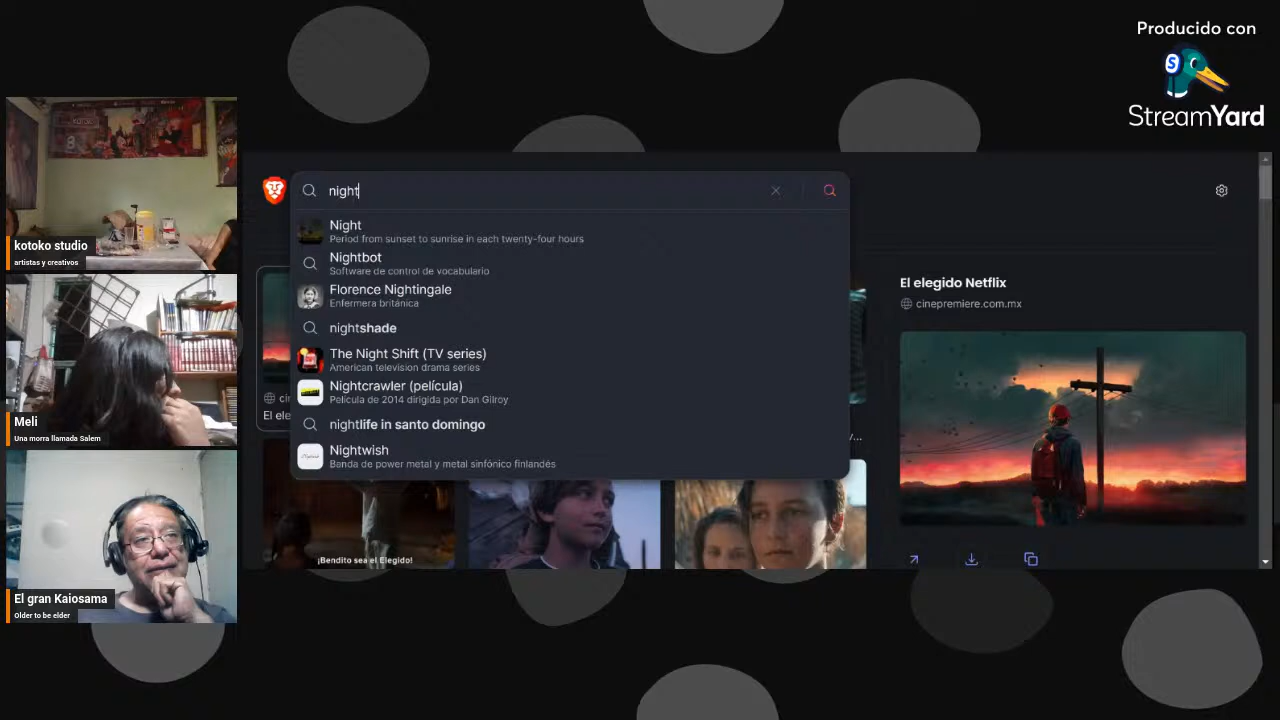 Producido con
StreamYard
kotoko studio
artistas y creativos
Meli
Una morra llamada Salem
El gran Kaiosama
Older to be elder
night
Night
Period from sunset to sunrise in each twenty-four hours
Nightbot
Software de control de vocabulario
Florence Nightingale
Enfermera británica
nightshade
The Night Shift (TV series)
American television drama series
Nightcrawler (película)
Película de 2014 dirigida por Dan Gilroy
nightlife in santo domingo
Nightwish
Banda de power metal y metal sinfónico finlandés
El elegido Netflix
cinepremiere.com.mx
El ele
¡Bendito sea el Elegido!